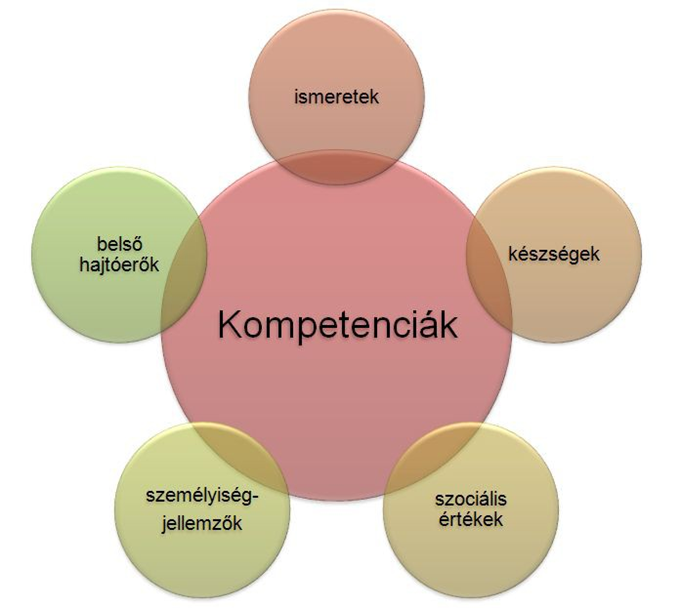 ismeretek
belső
hajtóerők
készségek
Kompetenciák
személyiség-
jellemzők
szociális
értékek